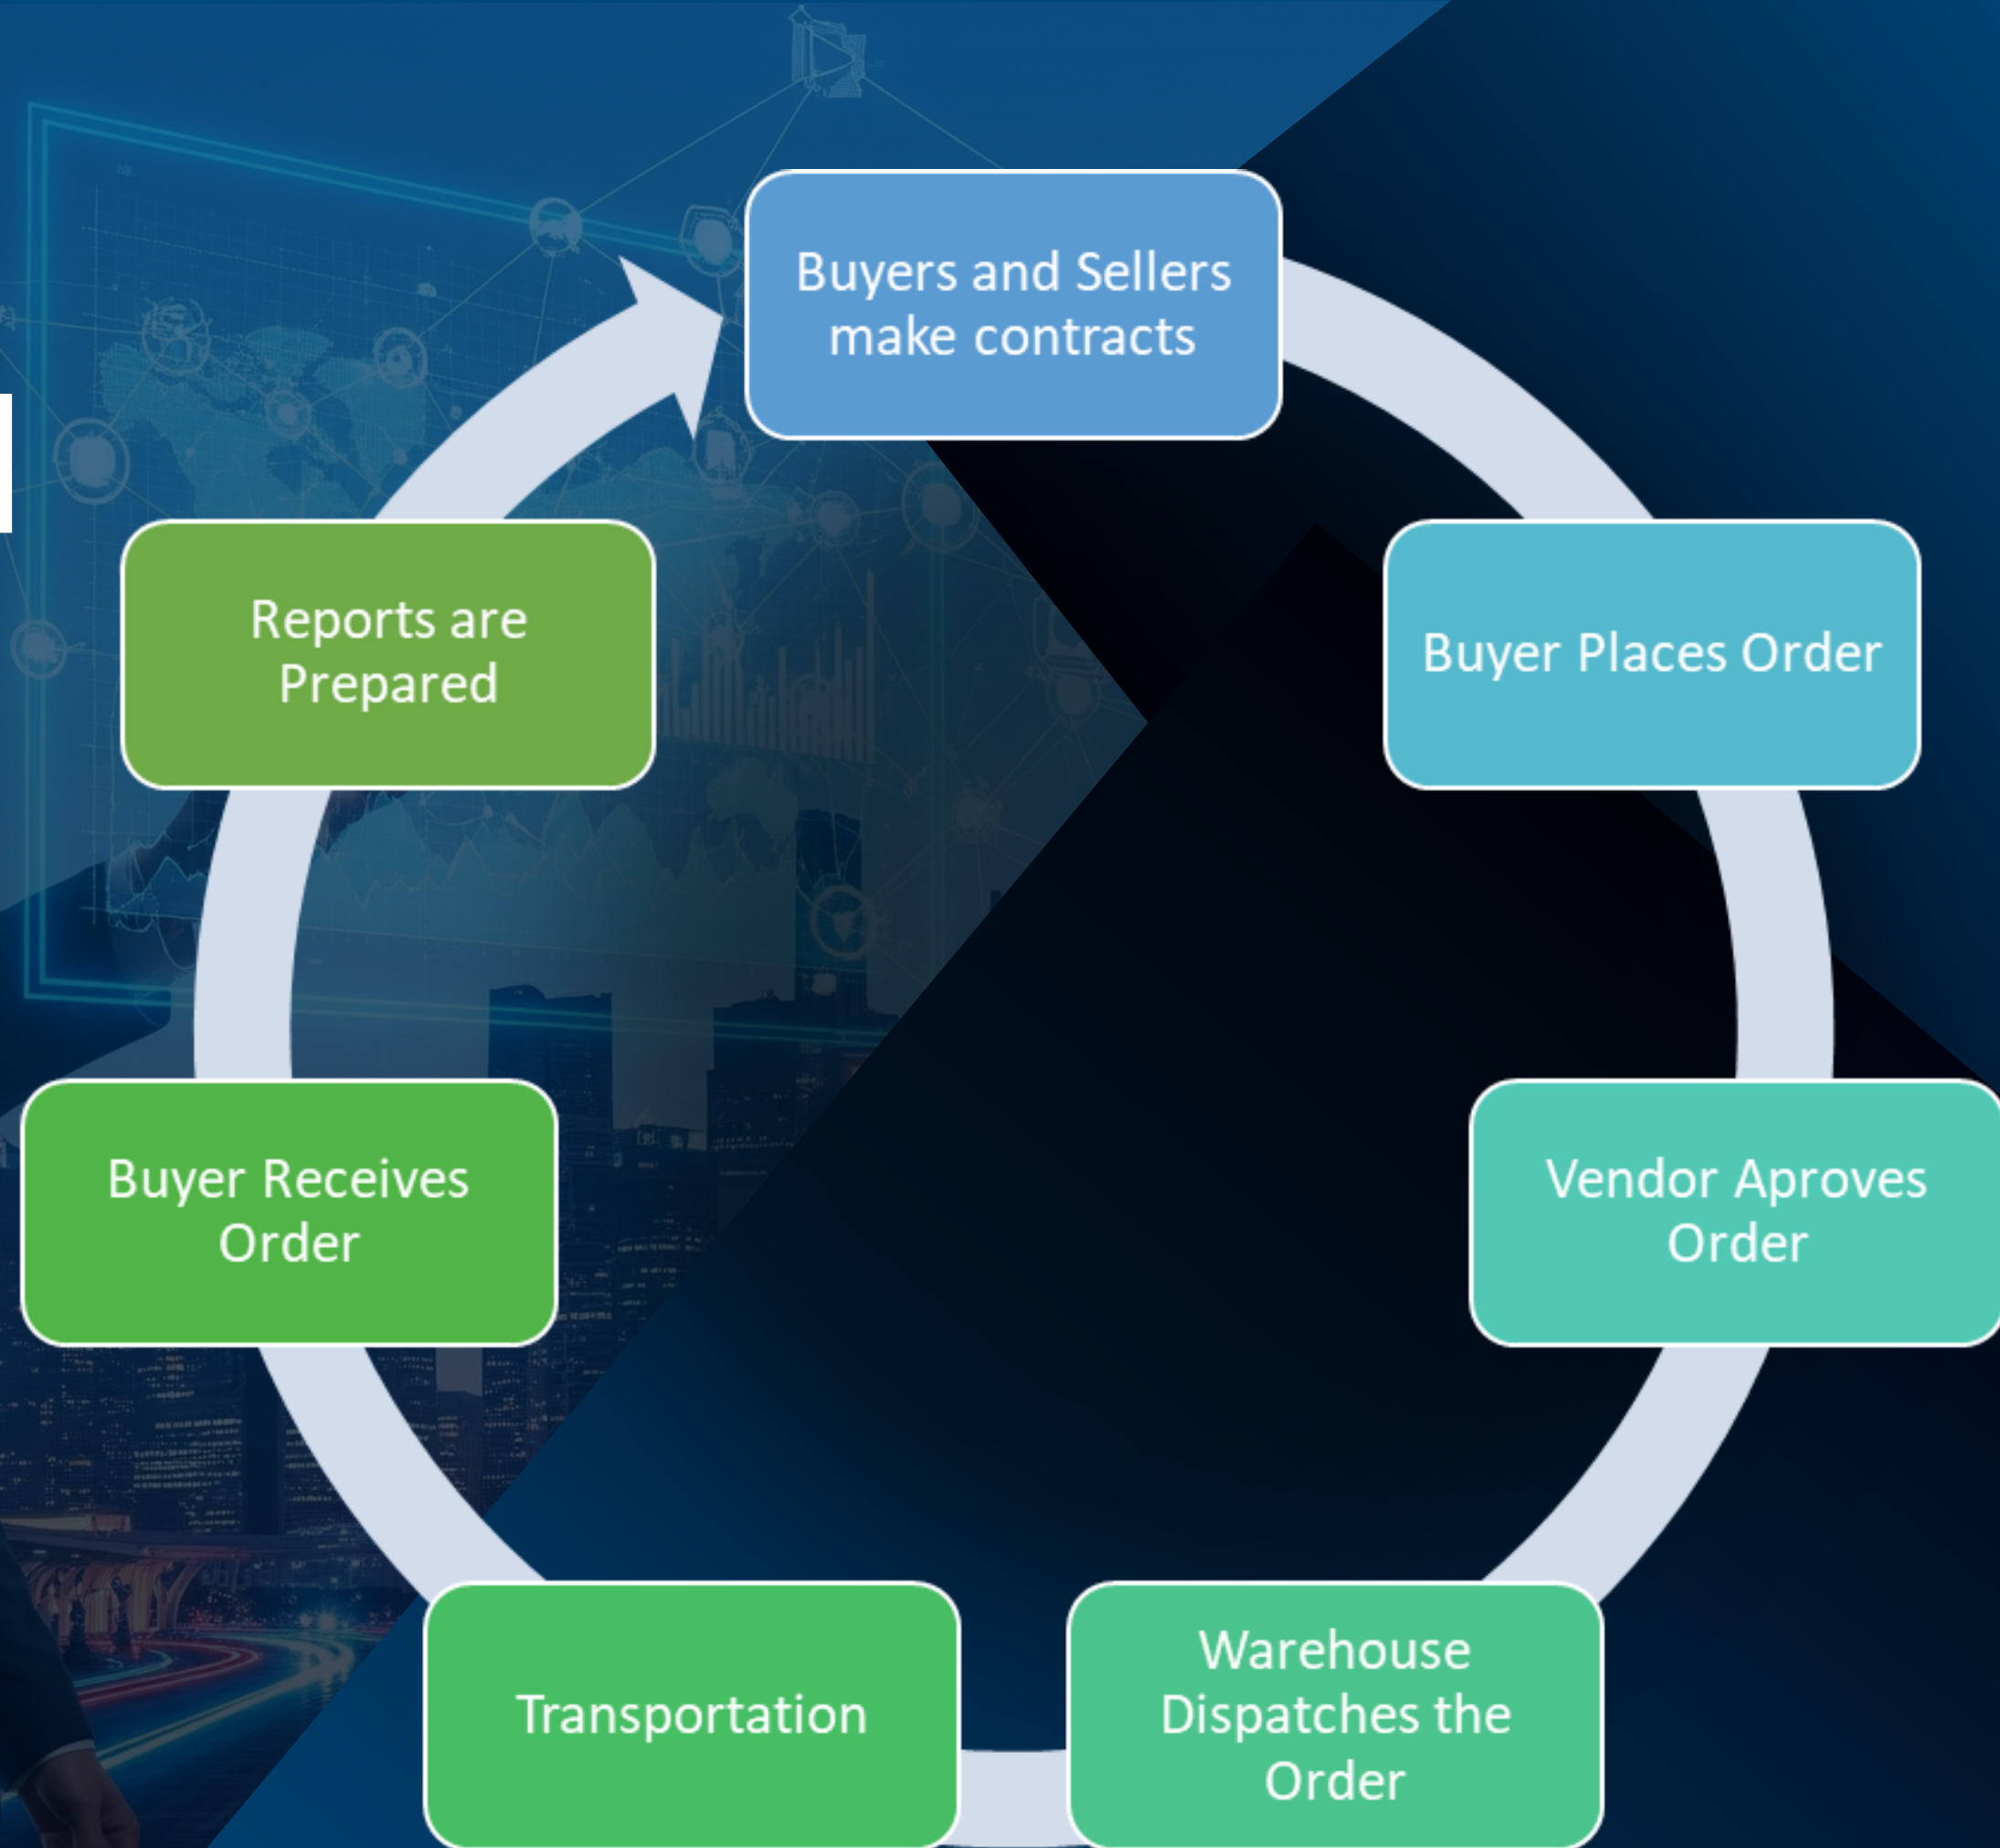 Buyers and Sellers
make contracts
Buyer Places Order
Vendor Aproves
Order
Warehouse
Dispatches the
Order
Transportation
Buyer Receives
Order
Reports are
Prepared